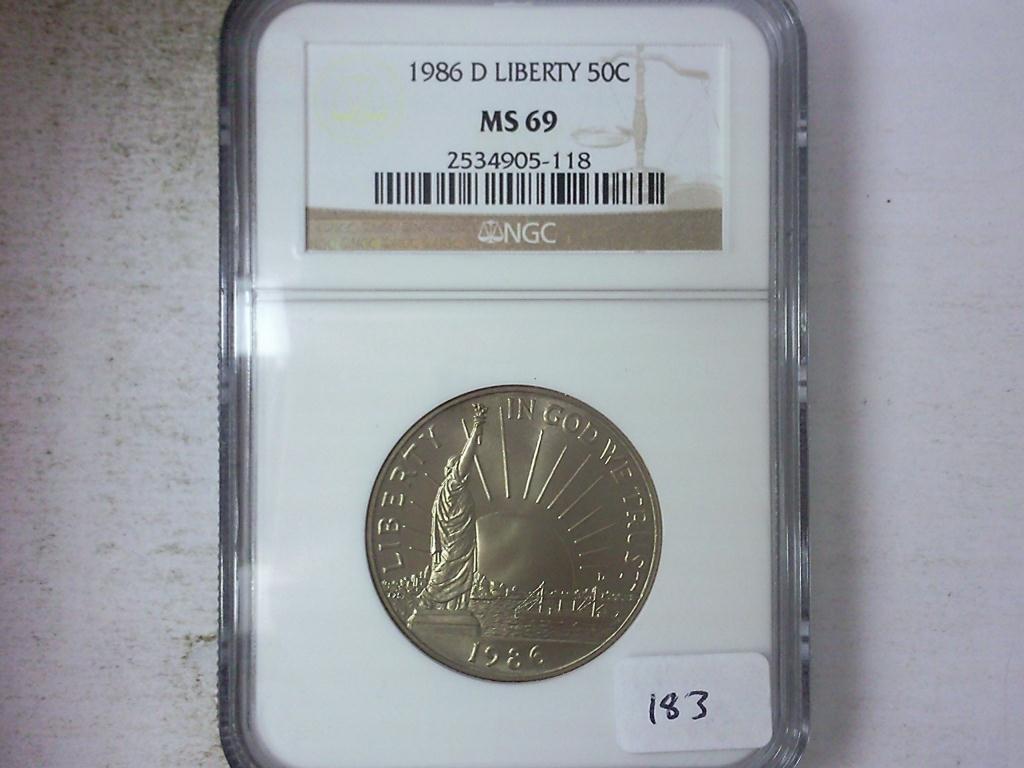 1986 D LIBERTY 50C
MS 69
2534905-118
NGC
LIBERTY
IN GOD WE TRUST
1986
183